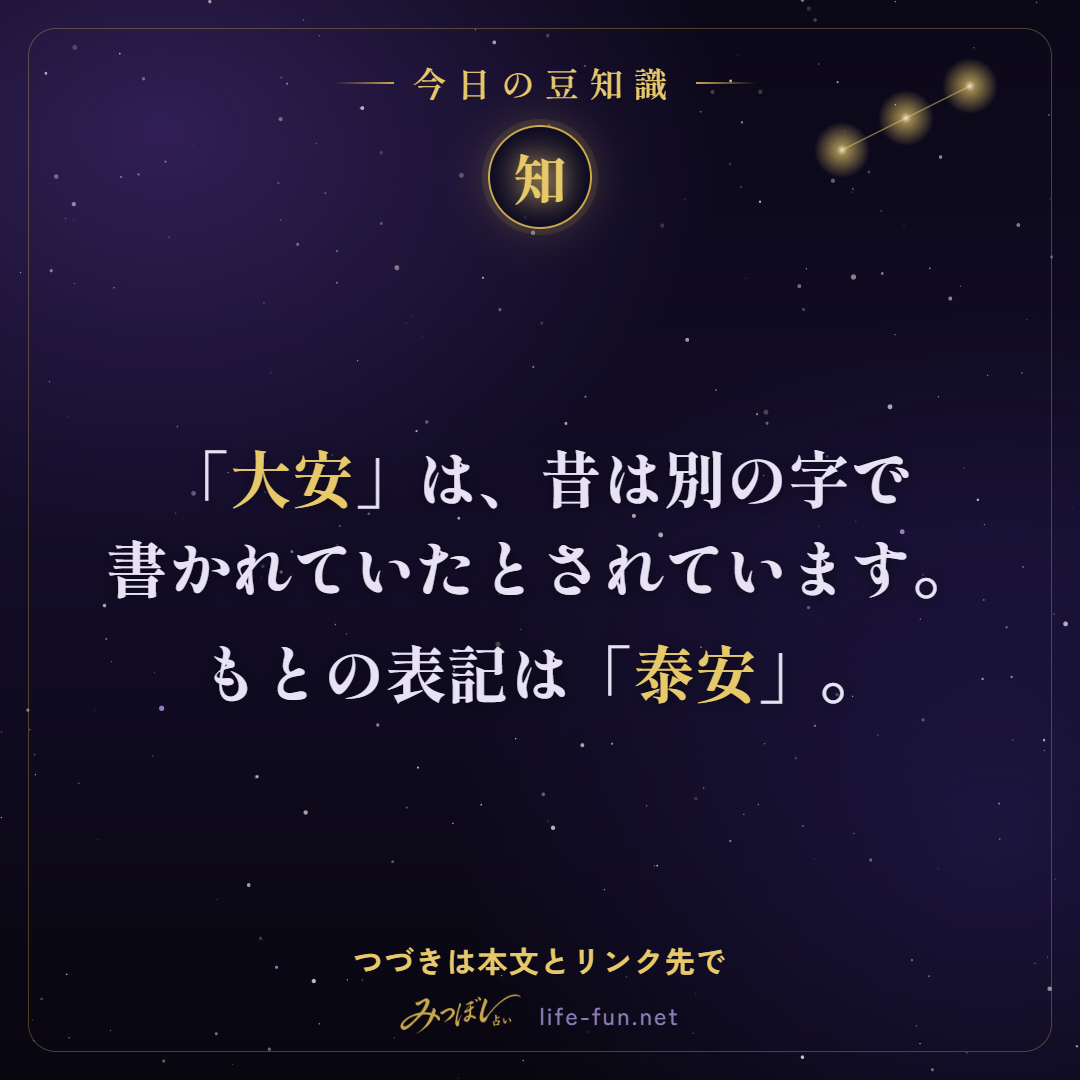 今日の豆知識
知
「大安」は、昔は別の字で
書かれていたとされています。
もとの表記は「泰安」。
つづきは本文とリンク先で
みつぼし占い life-fun.net